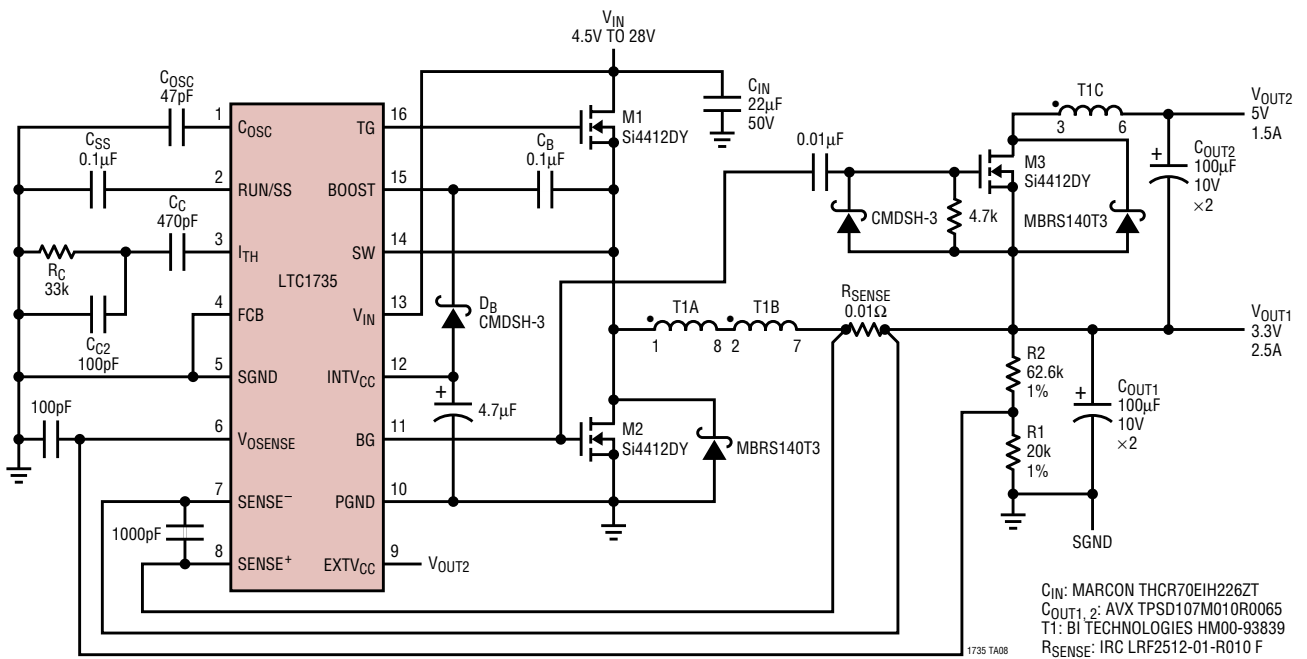 VIN
4.5V TO 28V
COSC
47pF
CSS
0.1µF
CC
470pF
RC
33k
CC2
100pF
100pF
1000pF
1
COSC
2
RUN/SS
3
ITH
4
FCB
5
SGND
6
VOSENSE
7
SENSE−
8
SENSE+
LTC1735
TG
16
BOOST
15
SW
14
VIN
13
INTVCC
12
BG
11
PGND
10
EXTVCC
9
VOUT2
CB
0.1µF
DB
CMDSH-3
+
4.7µF
M1
Si4412DY
CIN
22µF
50V
M2
Si4412DY
MBRS140T3
T1A
1
8
T1B
2
7
RSENSE
0.01Ω
0.01µF
CMDSH-3
4.7k
M3
Si4412DY
MBRS140T3
T1C
3
6
VOUT2
5V
1.5A
+
COUT2
100µF
10V
×2
VOUT1
3.3V
2.5A
R2
62.6k
1%
R1
20k
1%
+
COUT1
100µF
10V
×2
SGND
CIN: MARCON THCR70EIH226ZT
COUT1, 2: AVX TPSD107M010R0065
T1: BI TECHNOLOGIES HM00-93839
RSENSE: IRC LRF2512-01-R010 F
1735 TA08